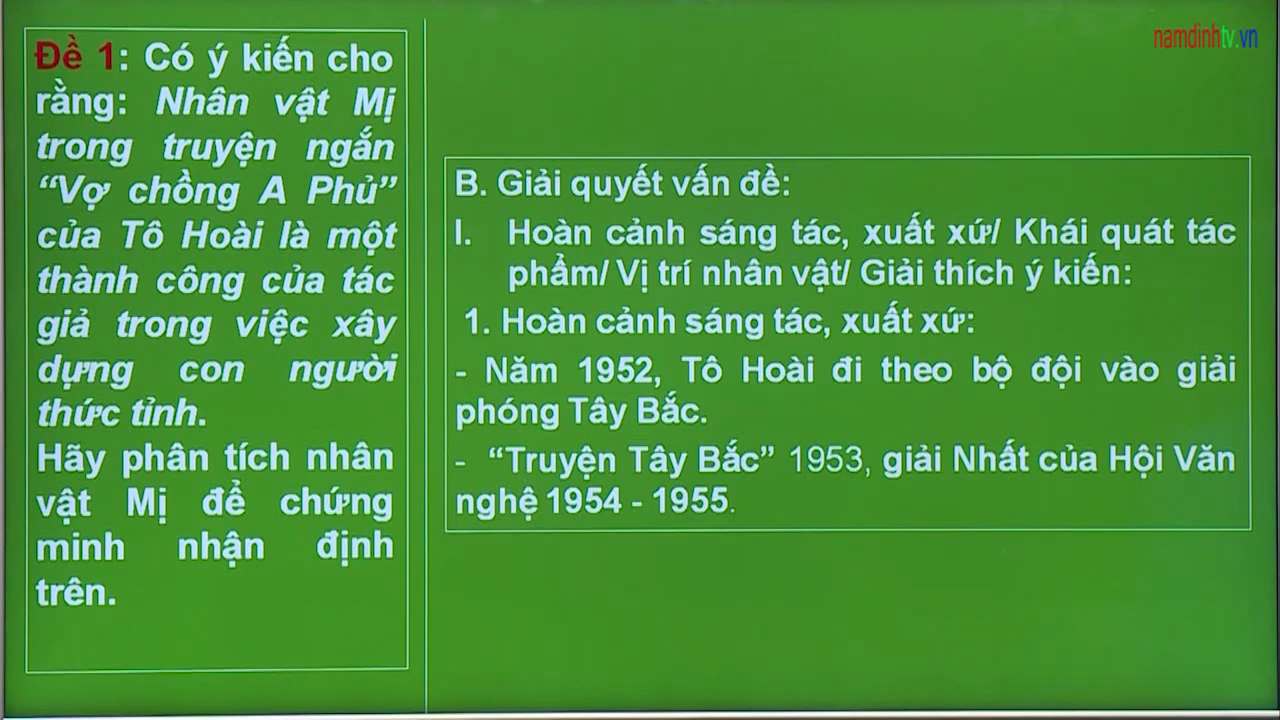 Đề 1: Có ý kiến cho
rằng: Nhân vật Mị
trong truyện ngắn
“Vợ chồng A Phủ”
của Tô Hoài là một
thành công của tác
giả trong việc xây
dựng con người
thức tỉnh.
Hãy phân tích nhân
vật Mị để chứng
minh nhận định
trên.
namdinhtv.vn
B. Giải quyết vấn đề:
I. Hoàn cảnh sáng tác, xuất xứ/ Khái quát tác
phẩm/ Vị trí nhân vật/ Giải thích ý kiến:
1. Hoàn cảnh sáng tác, xuất xứ:
- Năm 1952, Tô Hoài đi theo bộ đội vào giải
phóng Tây Bắc.
- “Truyện Tây Bắc” 1953, giải Nhất của Hội Văn
nghệ 1954 - 1955.